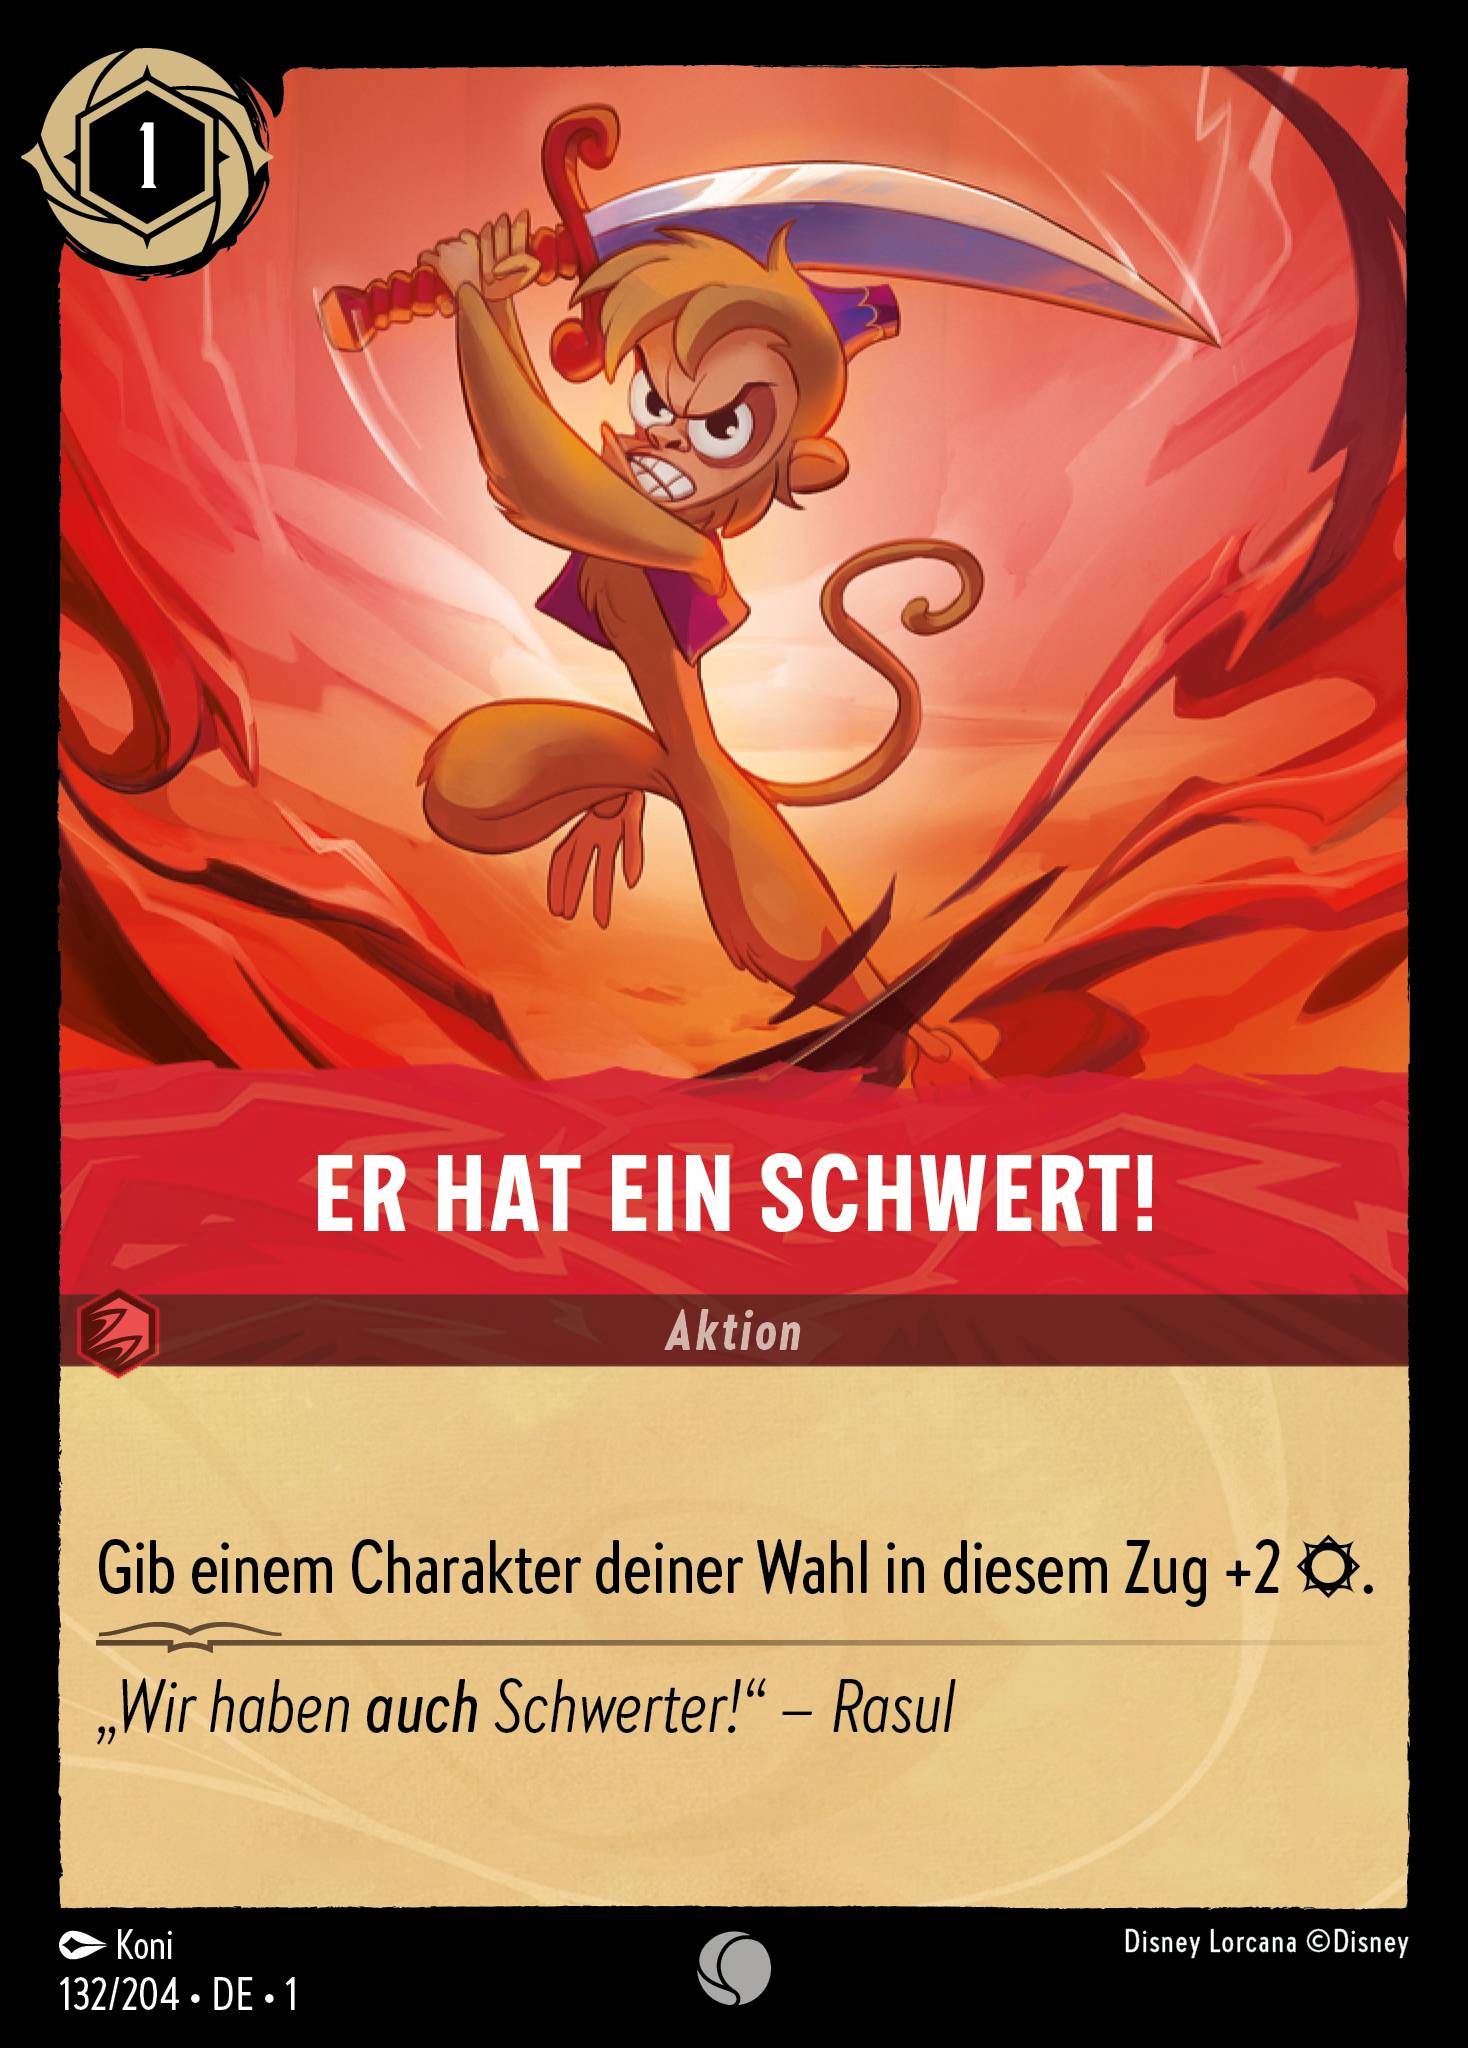 1
ER HAT EIN SCHWERT!
Aktion
Gib einem Charakter deiner Wahl in diesem Zug +2 .
„Wir haben auch Schwerter!“ – Rasul
Koni
Disney Lorcana ©Disney
132/204 • DE • 1